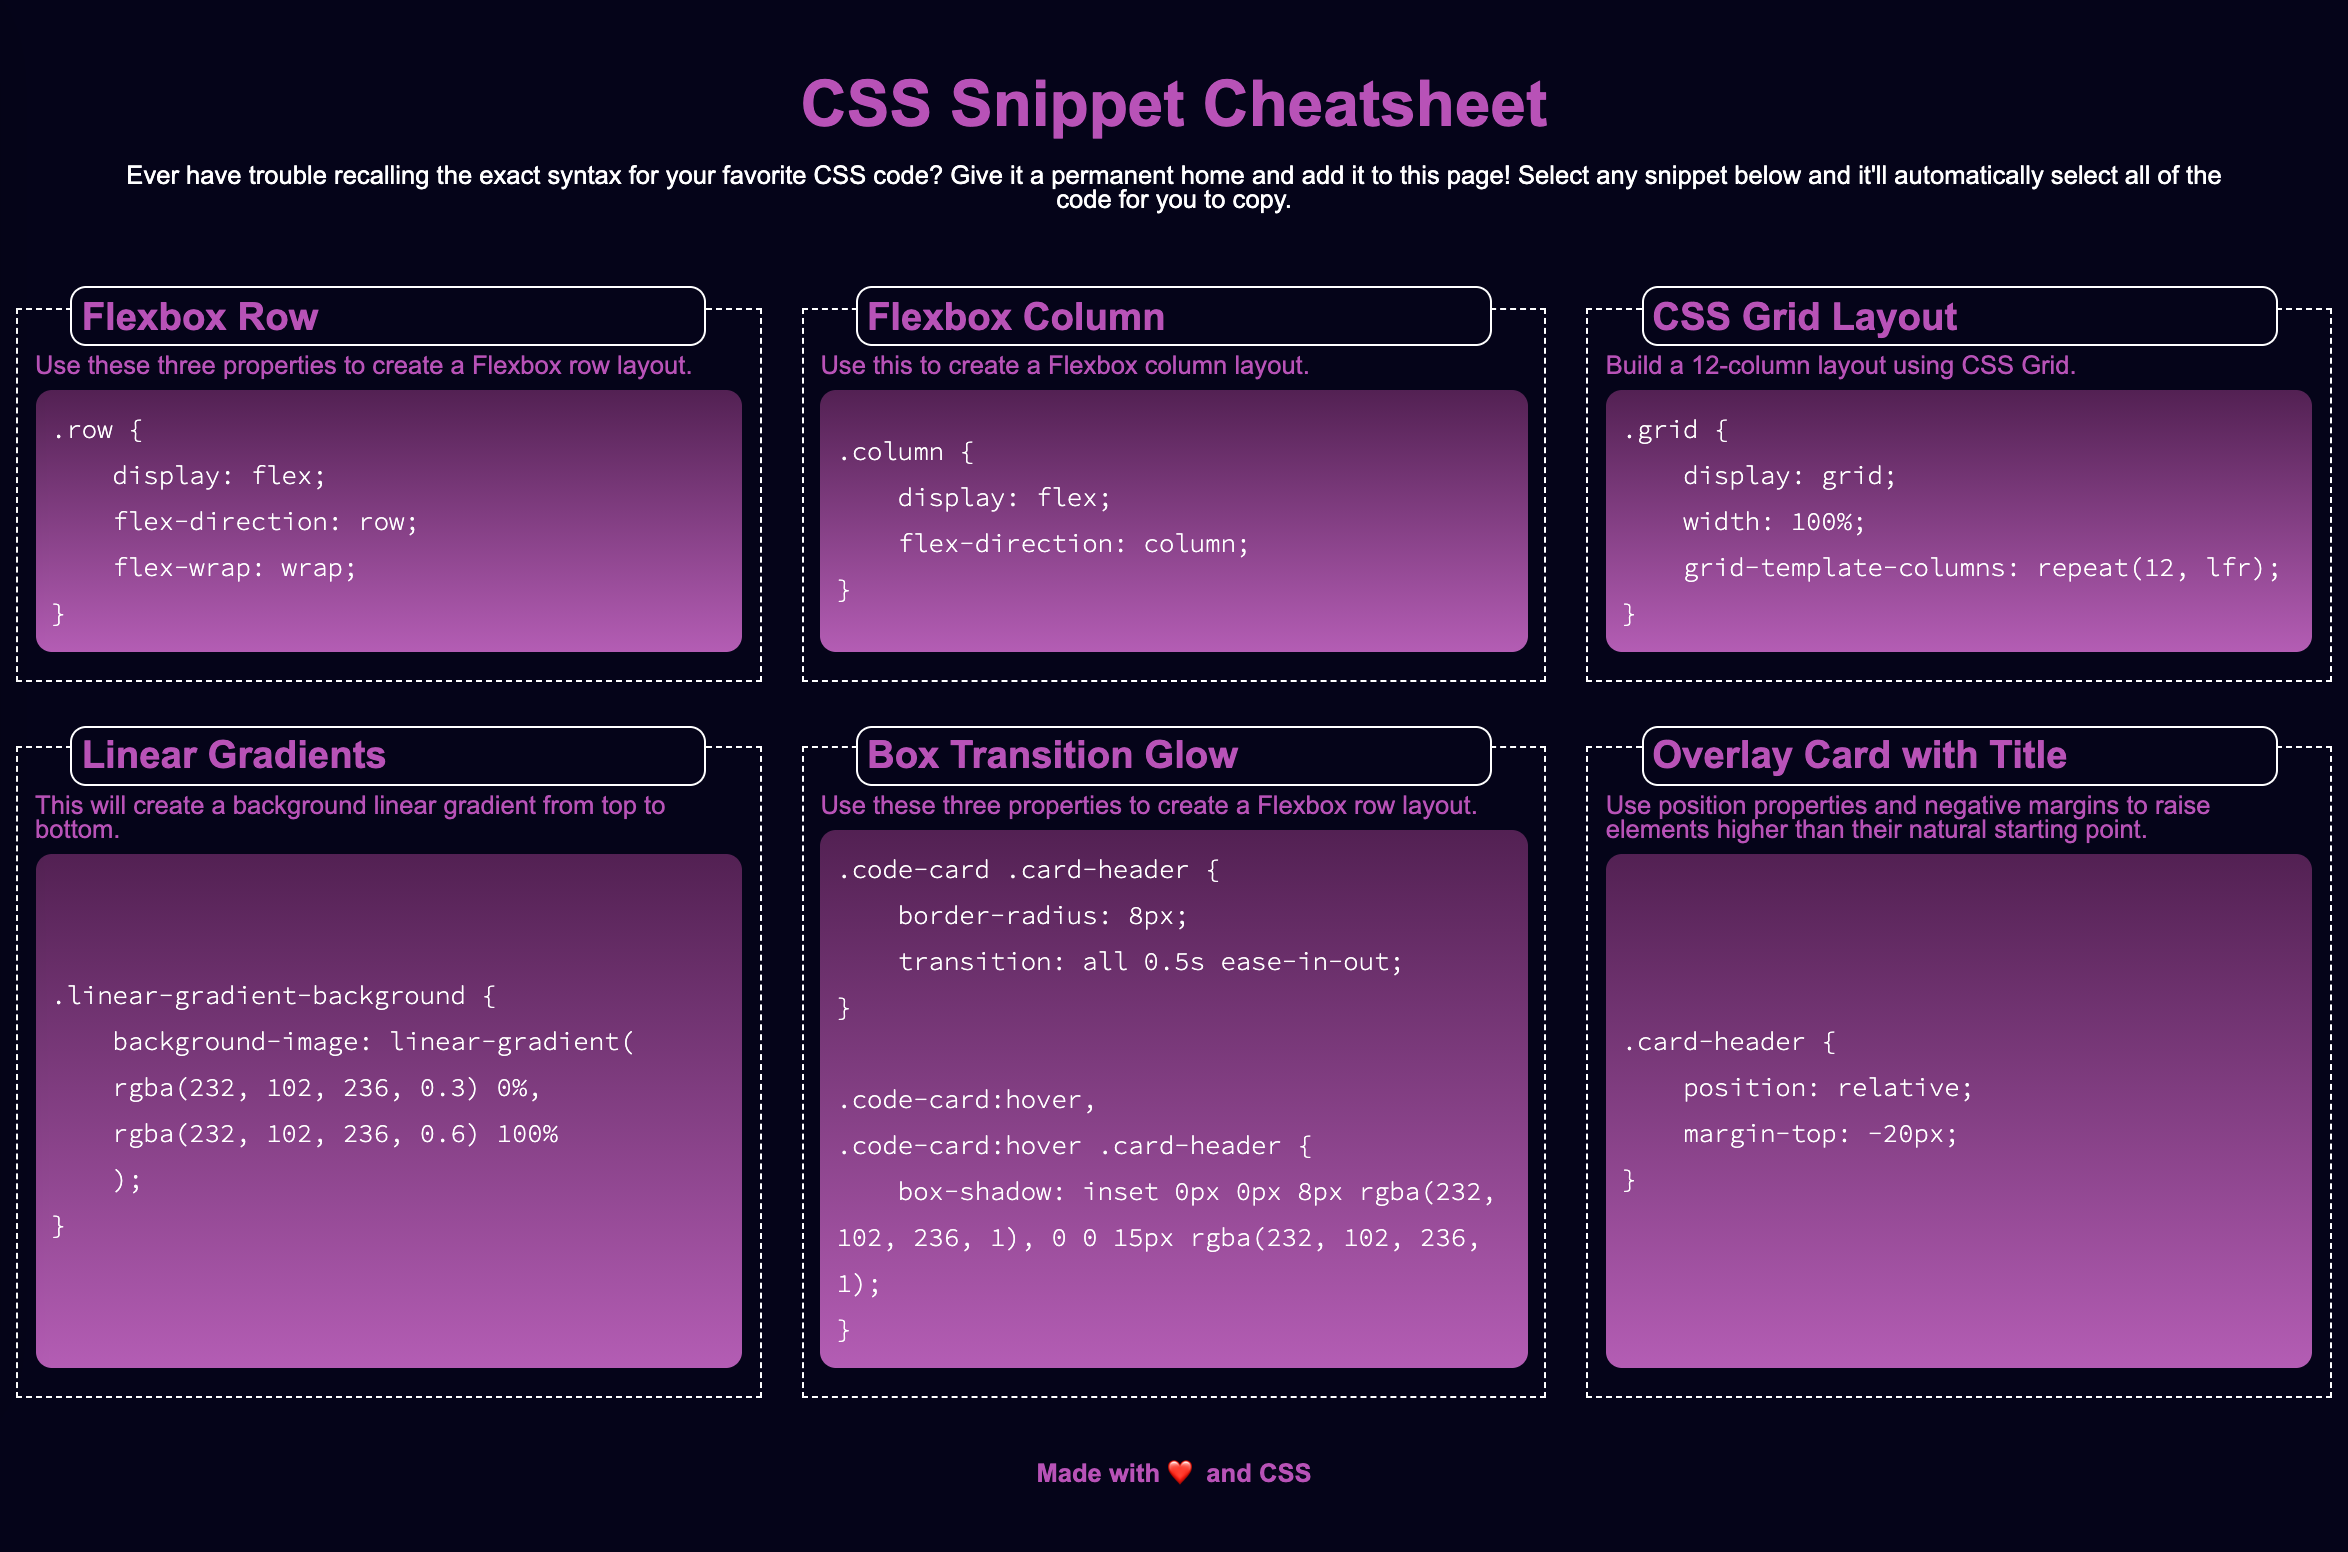 CSS Snippet Cheatsheet
Ever have trouble recalling the exact syntax for your favorite CSS code? Give it a permanent home and add it to this page! Select any snippet below and it'll automatically select all of the
code for you to copy.
Flexbox Row
Use these three properties to create a Flexbox row layout.
.row {
    display: flex;
    flex-direction: row;
    flex-wrap: wrap;
}
Flexbox Column
Use this to create a Flexbox column layout.
.column {
    display: flex;
    flex-direction: column;
}
CSS Grid Layout
Build a 12-column layout using CSS Grid.
.grid {
    display: grid;
    width: 100%;
    grid-template-columns: repeat(12, lfr);
}
Linear Gradients
This will create a background linear gradient from top to
bottom.
.linear-gradient-background {
    background-image: linear-gradient(
    rgba(232, 102, 236, 0.3) 0%,
    rgba(232, 102, 236, 0.6) 100%
    );
}
Box Transition Glow
Use these three properties to create a Flexbox row layout.
.code-card .card-header {
    border-radius: 8px;
    transition: all 0.5s ease-in-out;
}
.code-card:hover,
.code-card:hover .card-header {
    box-shadow: inset 0px 0px 8px rgba(232,
102, 236, 1), 0 0 15px rgba(232, 102, 236,
1);
}
Overlay Card with Title
Use position properties and negative margins to raise
elements higher than their natural starting point.
.card-header {
    position: relative;
    margin-top: -20px;
}
Made with ❤️ and CSS